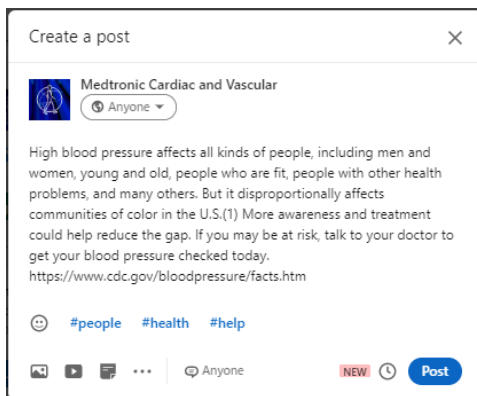 Create a post
Medtronic Cardiac and Vascular
Anyone
High blood pressure affects all kinds of people, including men and
women, young and old, people who are fit, people with other health
problems, and many others. But it disproportionally affects
communities of color in the U.S.(1) More awareness and treatment
could help reduce the gap. If you may be at risk, talk to your doctor to
get your blood pressure checked today.
https://www.cdc.gov/bloodpressure/facts.htm
#people #health #help
Anyone NEW Post